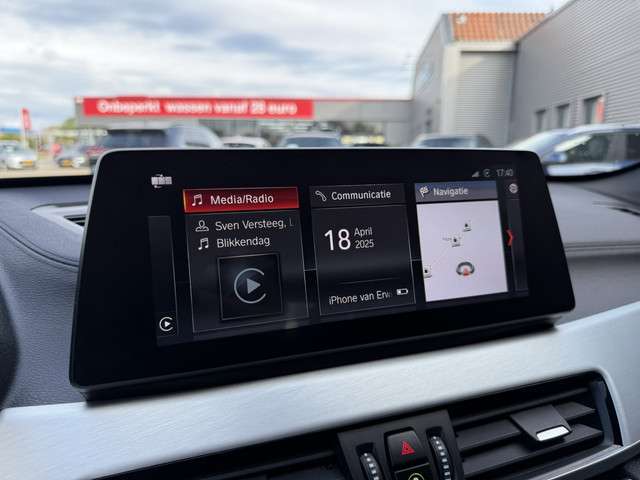 Onbeperkt wassen vanaf 28 euro
17:40
Media/Radio
Communicatie
Navigatie
Sven Versteeg, L
Blikkendag
18
April
2025
iPhone van Erw